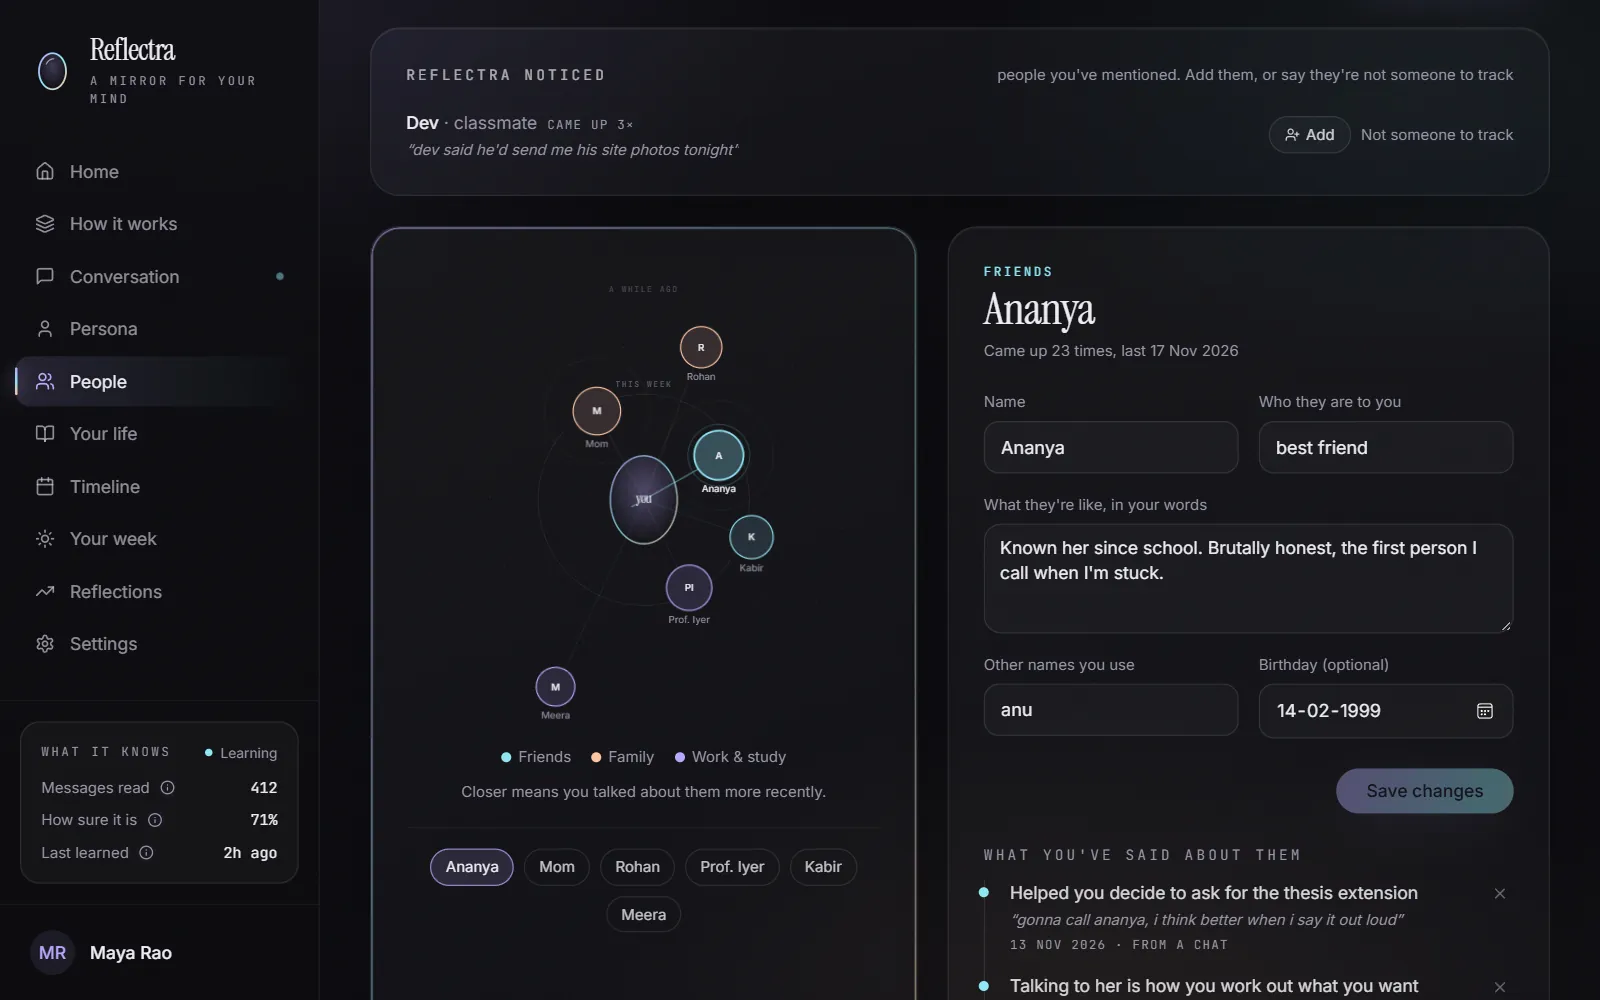 Reflectra
A MIRROR FOR YOUR
MIND
Home
How it works
Conversation
Persona
People
Your life
Timeline
Your week
Reflections
Settings
WHAT IT KNOWS
Learning
Messages read 412
How sure it is 71%
Last learned 2h ago
MR Maya Rao
REFLECTRA NOTICED
people you've mentioned. Add them, or say they're not someone to track
Dev · classmate CAME UP 3×
“dev said he'd send me his site photos tonight”
Add
Not someone to track
A WHILE AGO
R
Rohan
THIS WEEK
M
Mom
A
Ananya
you
K
Kabir
PI
Prof. Iyer
M
Meera
Friends Family Work & study
Closer means you talked about them more recently.
Ananya Mom Rohan Prof. Iyer Kabir
Meera
FRIENDS
Ananya
Came up 23 times, last 17 Nov 2026
Name
Ananya
Who they are to you
best friend
What they're like, in your words
Known her since school. Brutally honest, the first person I
call when I'm stuck.
Other names you use
anu
Birthday (optional)
14-02-1999
Save changes
WHAT YOU'VE SAID ABOUT THEM
Helped you decide to ask for the thesis extension
“gonna call ananya, i think better when i say it out loud”
13 NOV 2026 · FROM A CHAT
Talking to her is how you work out what you want